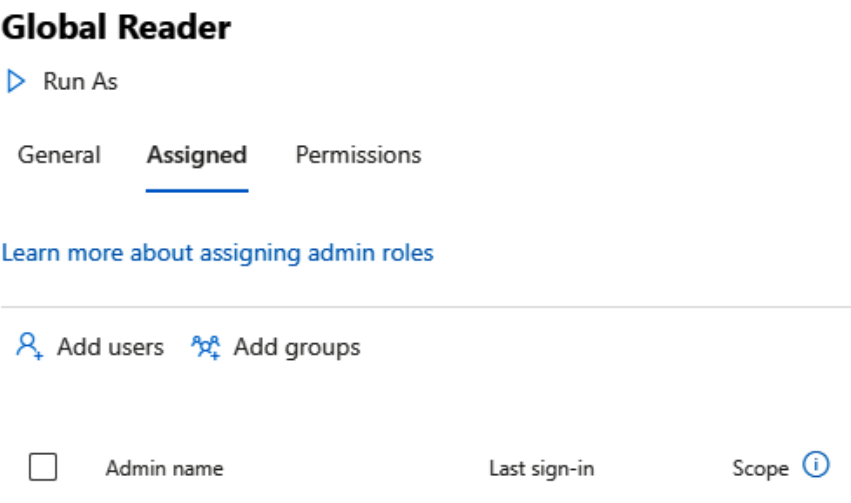 Global Reader
Run As
General Assigned Permissions
Learn more about assigning admin roles
Add users Add groups
Admin name Last sign-in Scope